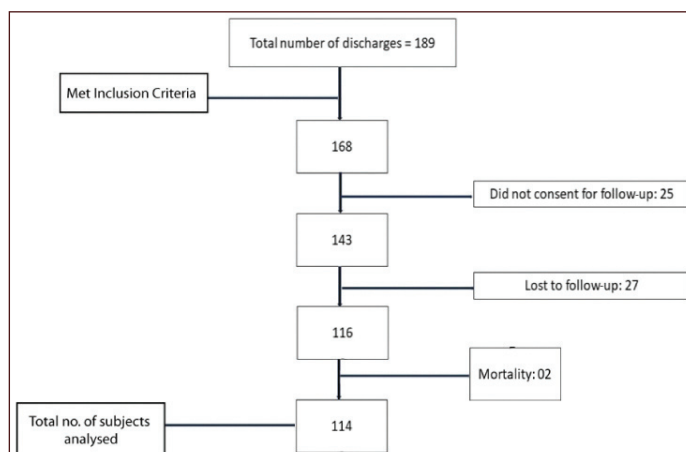 Total number of discharges = 189
Met Inclusion Criteria
168
Did not consent for follow-up: 25
143
Lost to follow-up: 27
116
Mortality: 02
Total no. of subjects
analysed
114